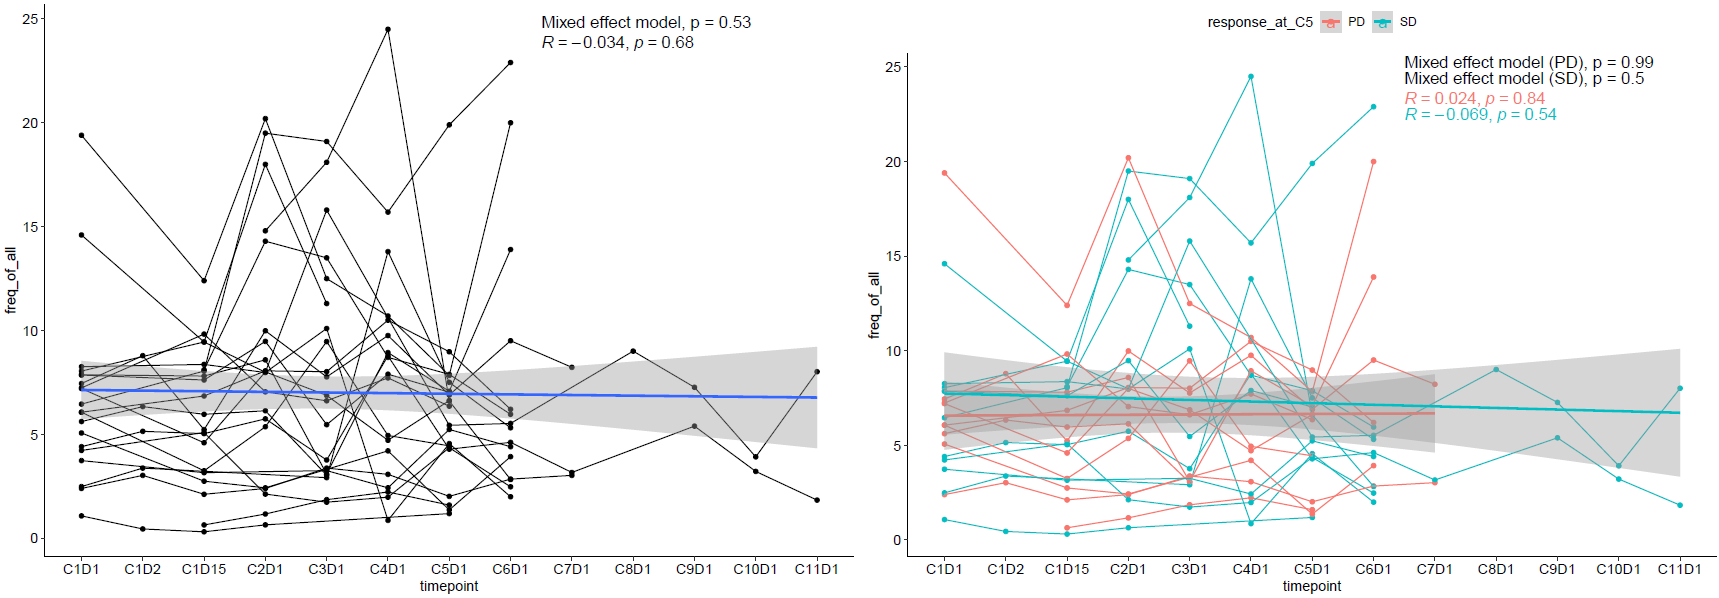 Mixed effect model, p = 0.53
R = −0.034, p = 0.68
25
20
15
10
5
0
freq_of_all
C1D1 C1D2 C1D15 C2D1 C3D1 C4D1 C5D1 C6D1 C7D1 C8D1 C9D1 C10D1 C11D1
timepoint
response_at_C5 a PD a SD
Mixed effect model (PD), p = 0.99
Mixed effect model (SD), p = 0.5
R = 0.024, p = 0.84
R = −0.069, p = 0.54
25
20
15
10
5
0
freq_of_all
C1D1 C1D2 C1D15 C2D1 C3D1 C4D1 C5D1 C6D1 C7D1 C8D1 C9D1 C10D1 C11D1
timepoint